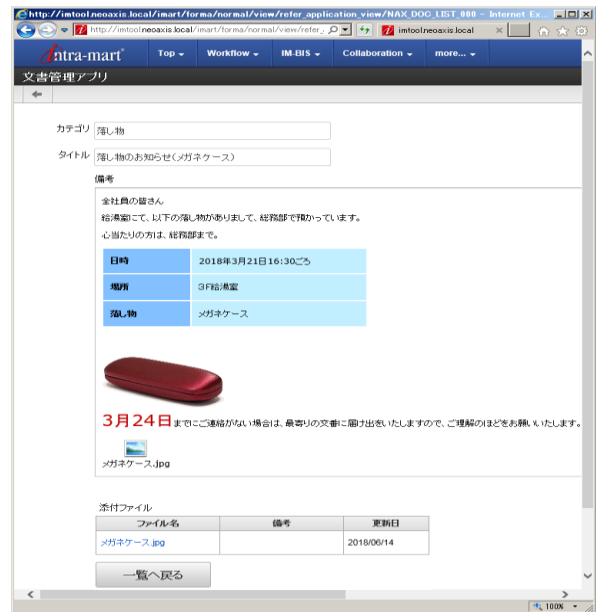 http://imtool.neoaxis.local/imart/forma/normal/view/refer_application_view/NAX_DOC_LIST_000 - Internet Ex...
http://imtool.neoaxis.local/imart/forma/normal/view/refer_
imtool.neoaxis.local
intra-mart
Top
Workflow
IM-BIS
Collaboration
more...
文書管理アプリ
カテゴリ 落し物
タイトル 落し物のお知らせ(メガネケース)
備考
全社員の皆さん
給湯室にて、以下の落し物がありまして、総務部で預かっています。
心当たりの方は、総務部まで。
日時 2018年3月21日16:30ごろ
場所 3F給湯室
落し物 メガネケース
3月24日までにご連絡がない場合は、最寄りの交番に届け出をいたしますので、ご理解のほどをお願いいたします。
メガネケース.jpg
添付ファイル
ファイル名 備考 更新日
メガネケース.jpg 2018/06/14
一覧へ戻る
100%